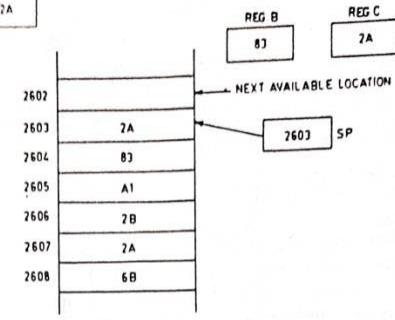 2A
REG B
REG C
83
2A
2602
NEXT AVAILABLE LOCATION
2603
2A
2603
SP
2604
83
2605
A1
2606
2B
2607
2A
2608
6B